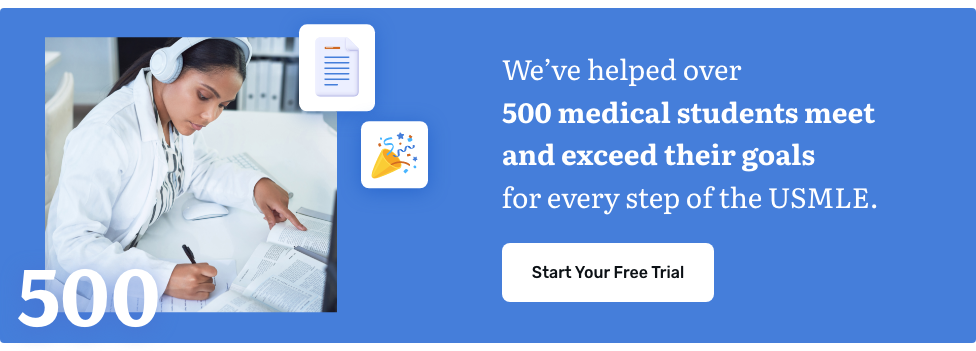 500
We've helped over
500 medical students meet
and exceed their goals
for every step of the USMLE.
Start Your Free Trial